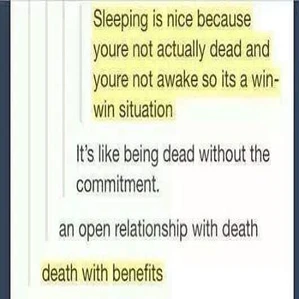 Sleeping is nice because
youre not actually dead and
youre not awake so its a win-
win situation
It's like being dead without the
commitment.
an open relationship with death
death with benefits